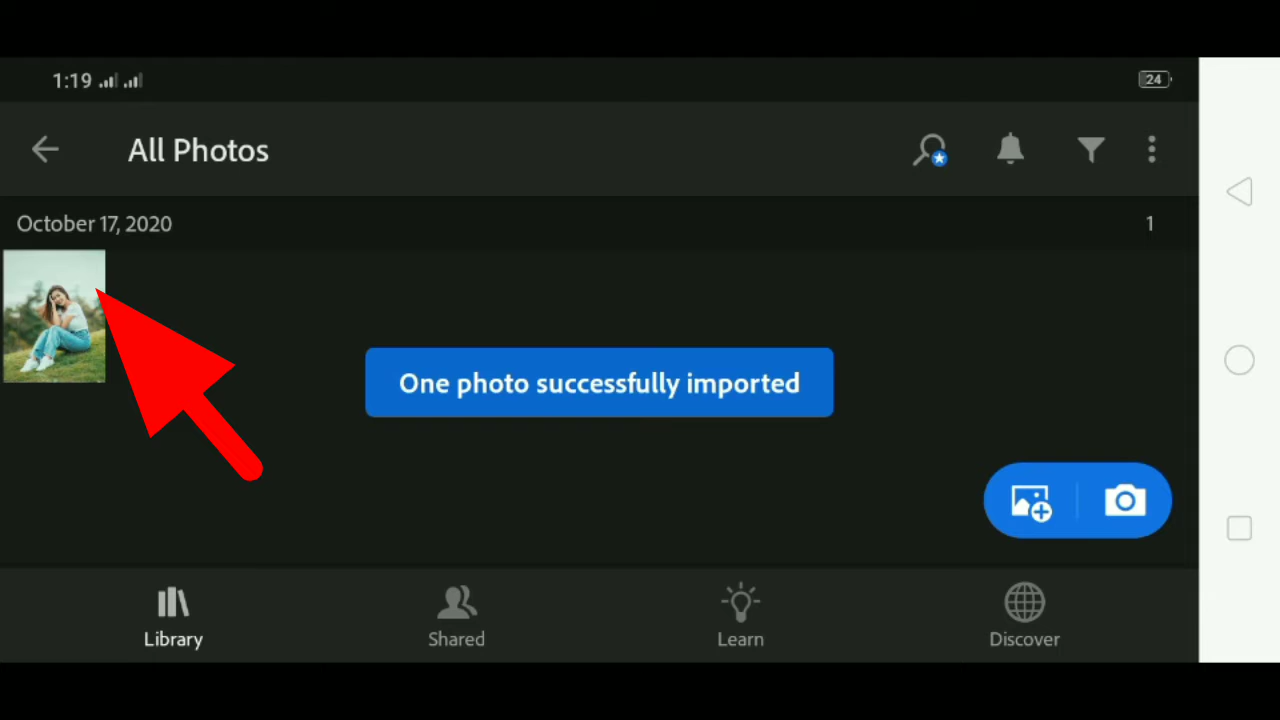 1:19
24
All Photos
October 17, 2020
1
One photo successfully imported
Library
Shared
Learn
Discover